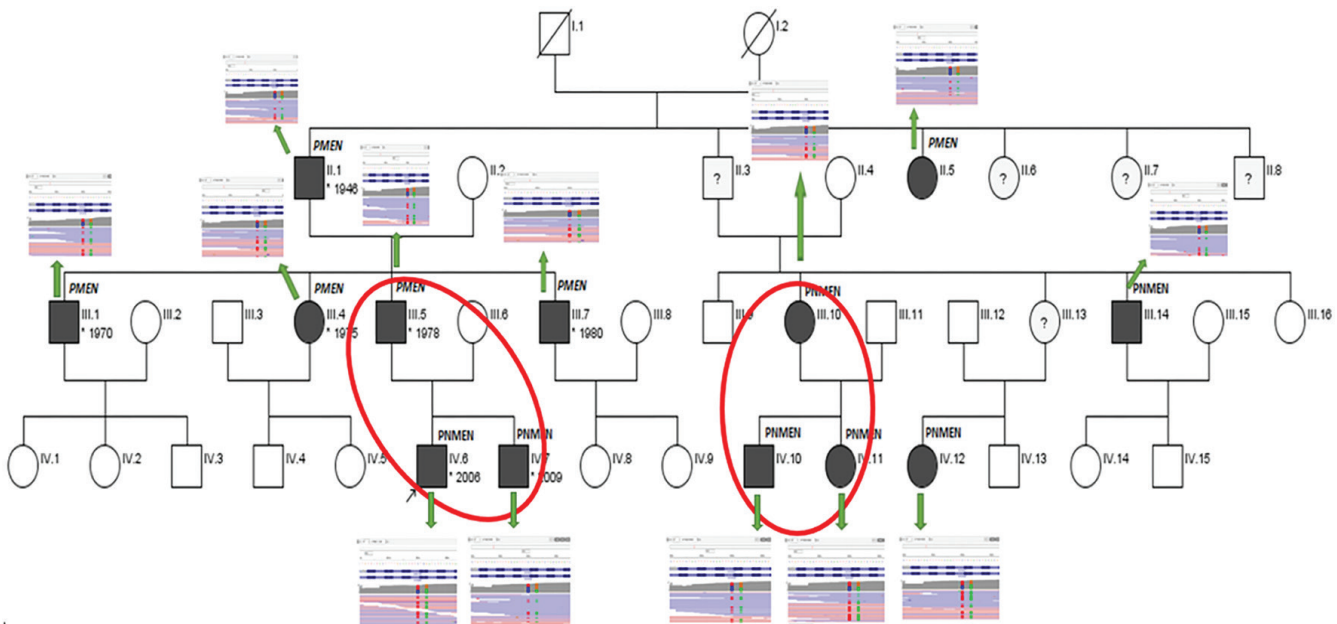 I.1
I.2
PMEN
II.1
* 1946
II.2
?
II.3
II.4
PMEN
II.5
?
II.6
?
II.7
?
II.8
PMEN
III.1
* 1970
III.2
III.3
PMEN
III.4
* 1975
PMEN
III.5
* 1978
III.6
PMEN
III.7
* 1980
III.8
III.9
PNMEN
III.10
III.11
III.12
?
III.13
PNMEN
III.14
III.15
III.16
IV.1
IV.2
IV.3
IV.4
IV.5
PNMEN
IV.6
* 2006
PNMEN
IV.7
* 2009
IV.8
IV.9
PNMEN
IV.10
PNMEN
IV.11
PNMEN
IV.12
IV.13
IV.14
IV.15